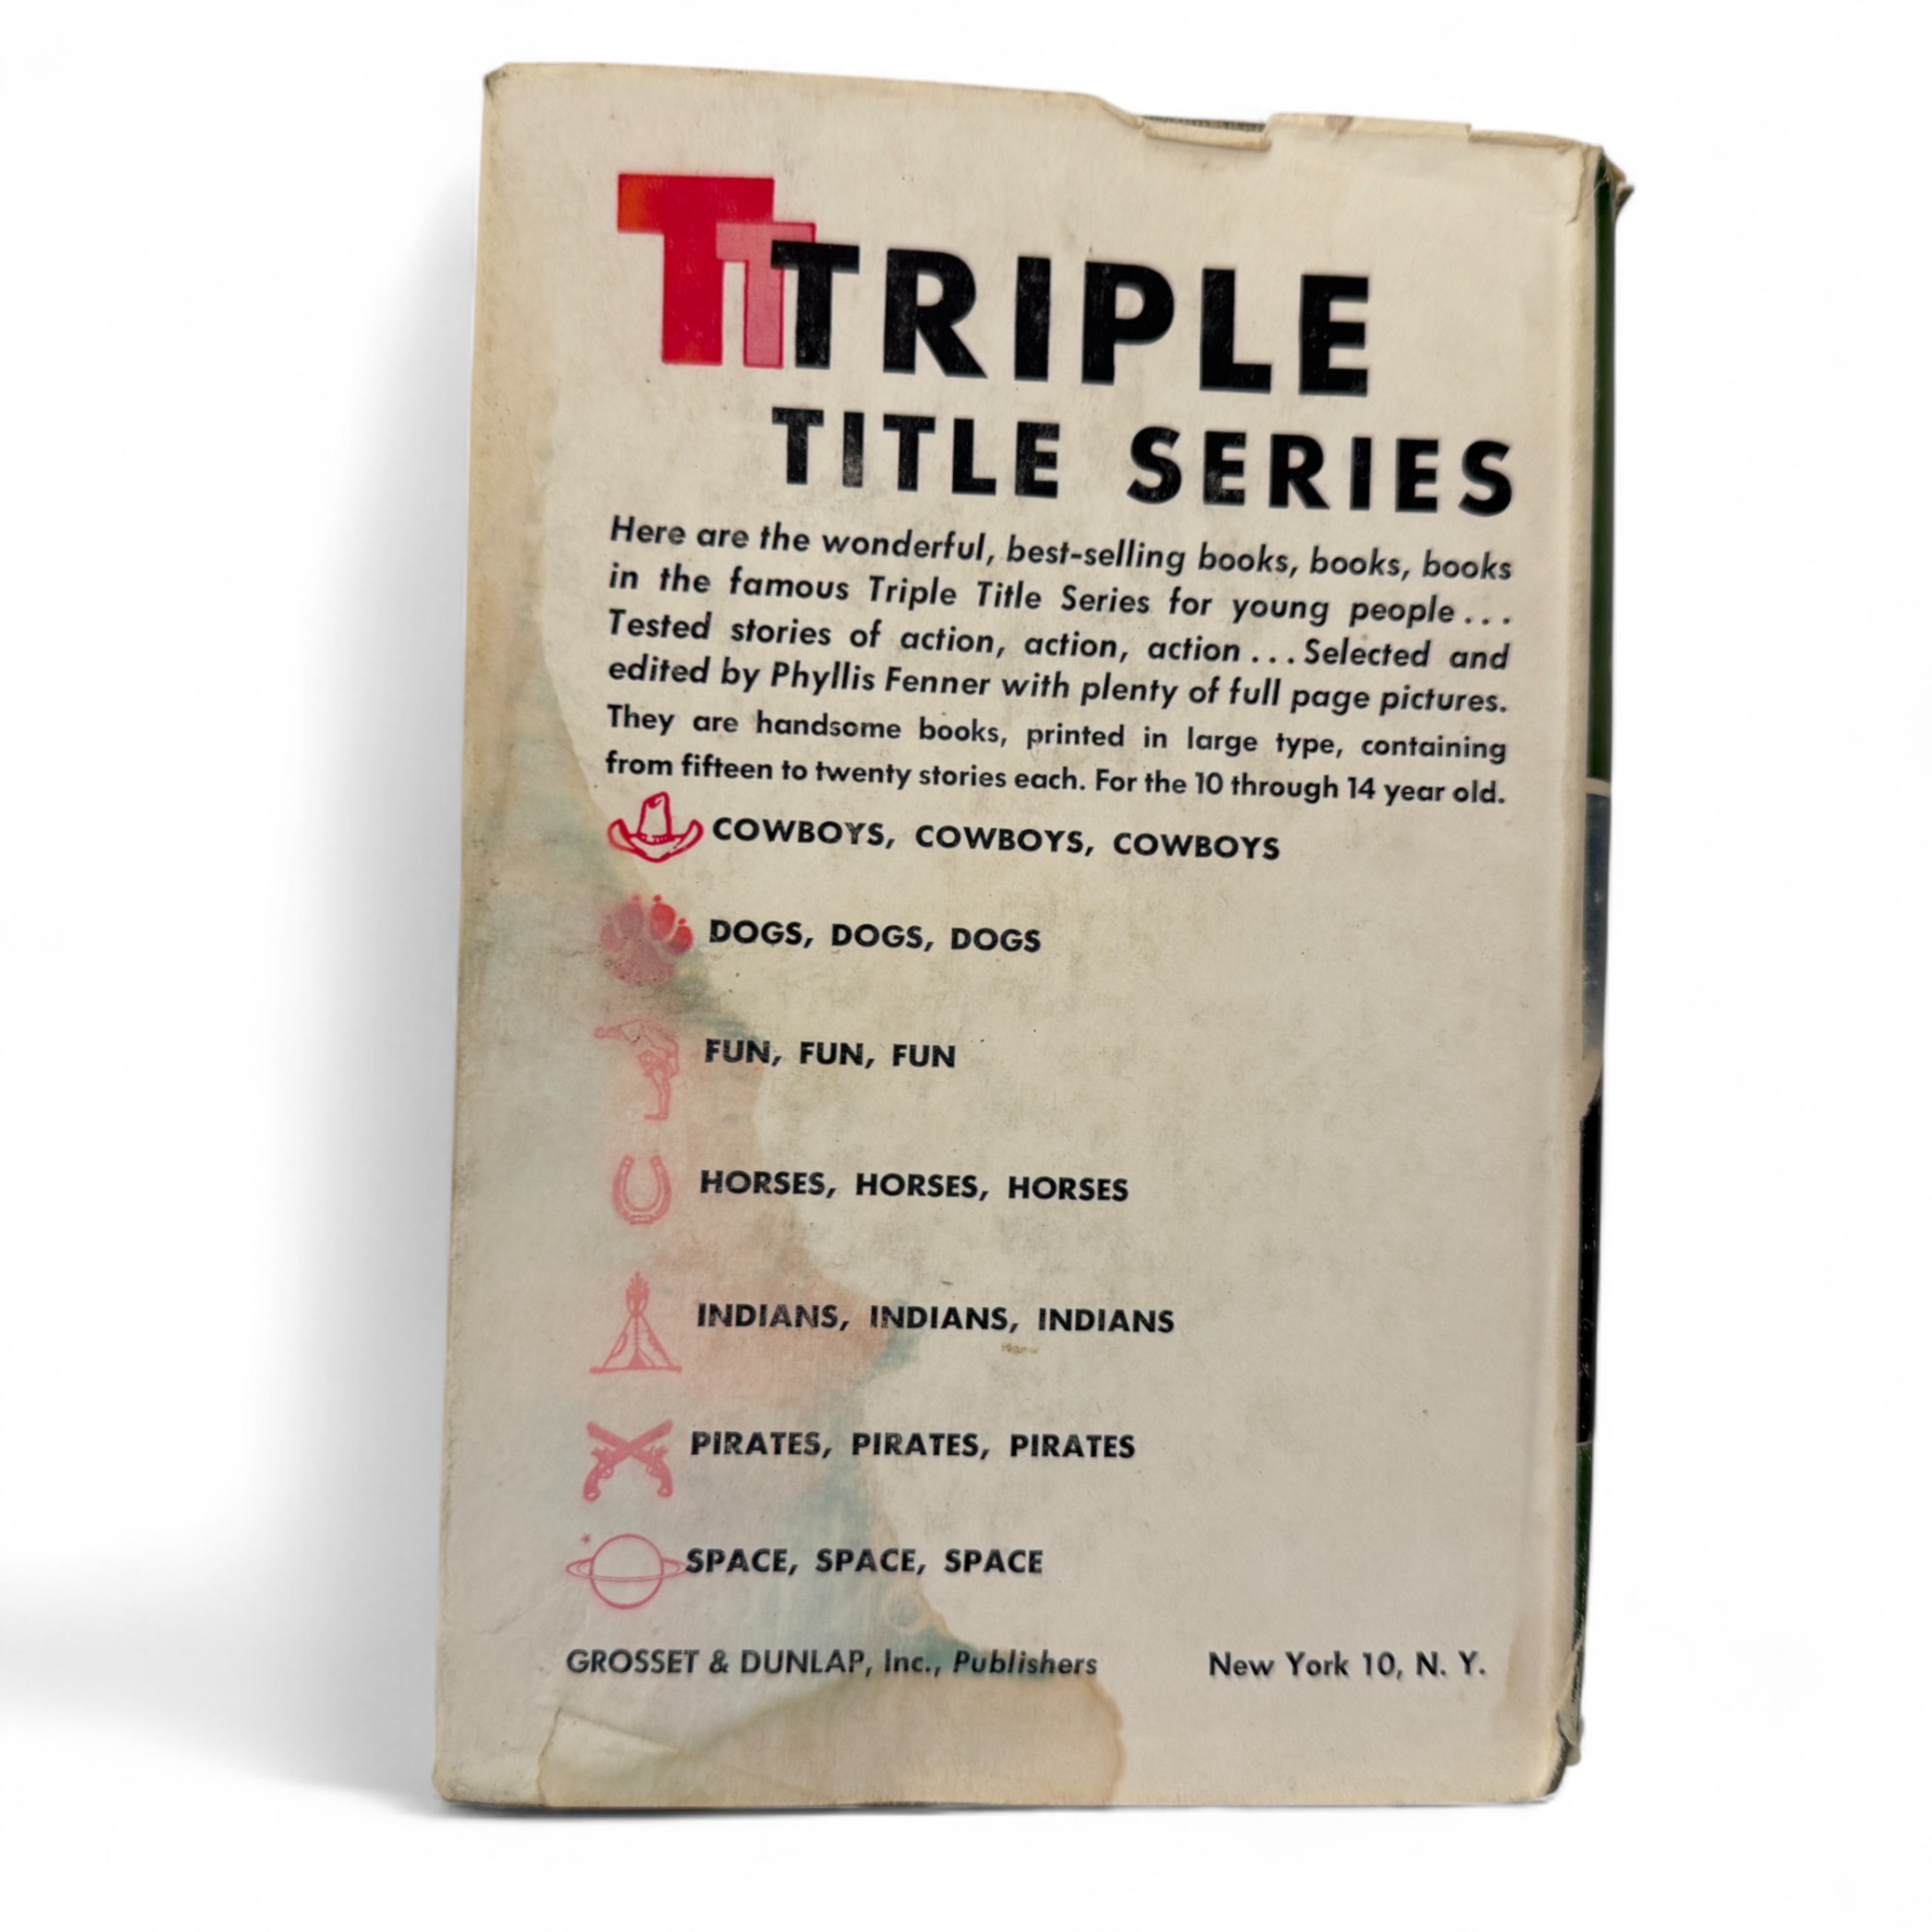 TTTRIPLE
TITLE SERIES
Here are the wonderful, best-selling books, books, books
in the famous Triple Title Series for young people...
Tested stories of action, action, action...Selected and
edited by Phyllis Fenner with plenty of full page pictures.
They are handsome books, printed in large type, containing
from fifteen to twenty stories each. For the 10 through 14 year old.
COWBOYS, COWBOYS, COWBOYS
DOGS, DOGS, DOGS
FUN, FUN, FUN
HORSES, HORSES, HORSES
INDIANS, INDIANS, INDIANS
PIRATES, PIRATES, PIRATES
SPACE, SPACE, SPACE
GROSSET & DUNLAP, Inc., Publishers New York 10, N. Y.